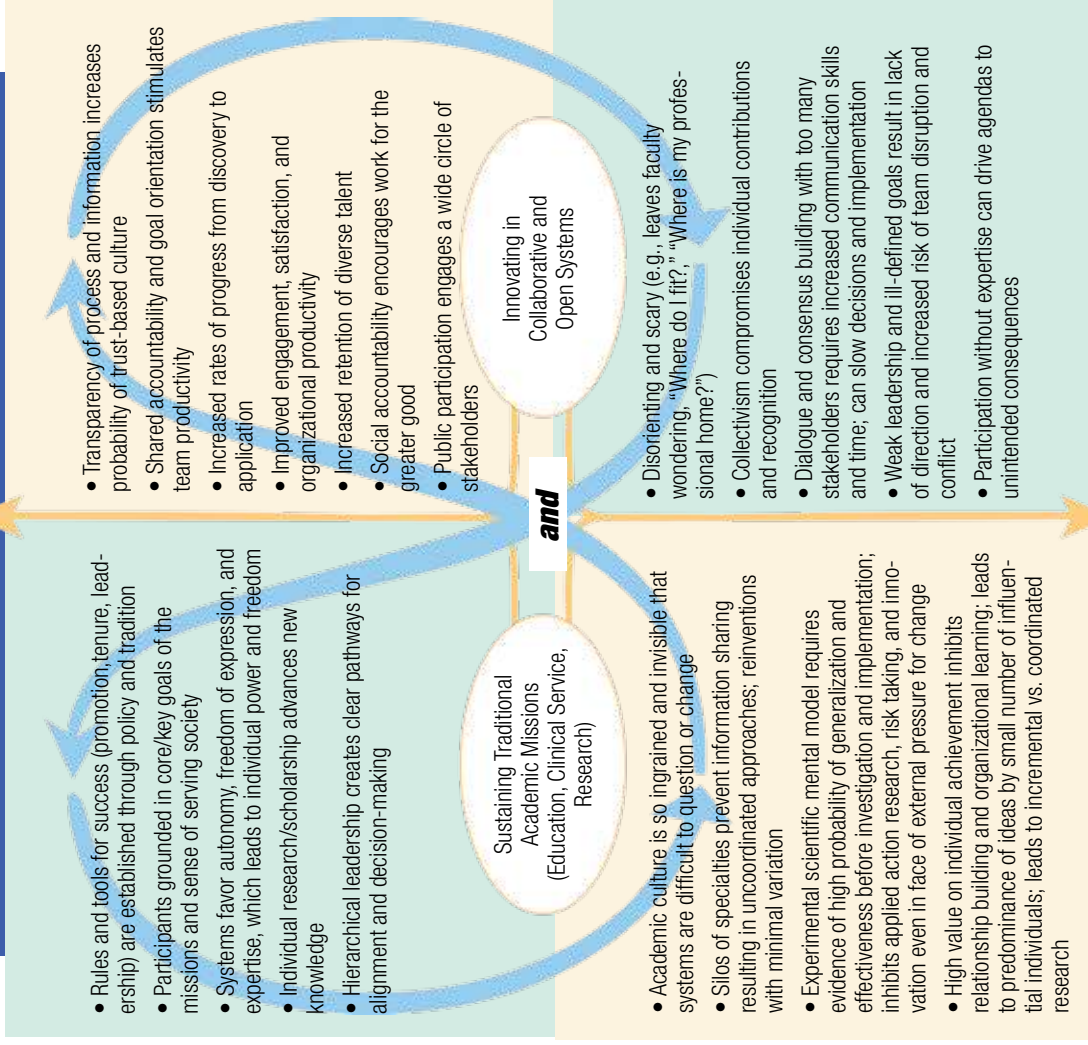 • Rules and tools for success (promotion, tenure, lead-
ership) are established through policy and tradition
• Participants grounded in core/key goals of the
mission and sense of serving society
• Systems favor autonomy, freedom of expression, and
expertise, which leads to individual power and freedom
• Individual research/scholarship advances new
knowledge
• Hierarchical leadership creates clear pathways for
alignment and decision-making
• Transparency of process and information increases
probability of trust-based culture
• Shared accountability and goal orientation stimulates
team productivity
• Increased rates of progress from discovery to
application
• Improved engagement, satisfaction, and
organizational productivity
• Increased retention of diverse talent
• Social accountability encourages work for the
greater good
• Public participation engages a wide circle of
stakeholders
Sustaining Traditional
Academic Missions
(Education, Clinical Service,
Research)
and
Innovating in
Collaborative and
Open Systems
• Academic culture is so ingrained and invisible that
systems are difficult to question or change
• Silos of specialties prevent information sharing
resulting in uncoordinated approaches; reinventions
with minimal variation
• Experimental scientific mental model requires
evidence of high probability of generalization and
effectiveness before investigation and implementation;
inhibits applied action research, risk taking, and inno-
vation even in face of external pressure for change
• High value on individual achievement inhibits
relationship building and organizational learning; leads
to predominance of ideas by small number of influen-
tial individuals; leads to incremental vs. coordinated
research
• Disorienting and scary (e.g., leaves faculty
wondering, “Where do I fit?,” “Where is my profes-
sional home?”)
• Collectivism compromises individual contributions
and recognition
• Dialogue and consensus building with too many
stakeholders requires increased communication skills
and time; can slow decisions and implementation
• Weak leadership and ill-defined goals result in lack
of direction and increased risk of team disruption and
conflict
• Participation without expertise can drive agendas to
unintended consequences